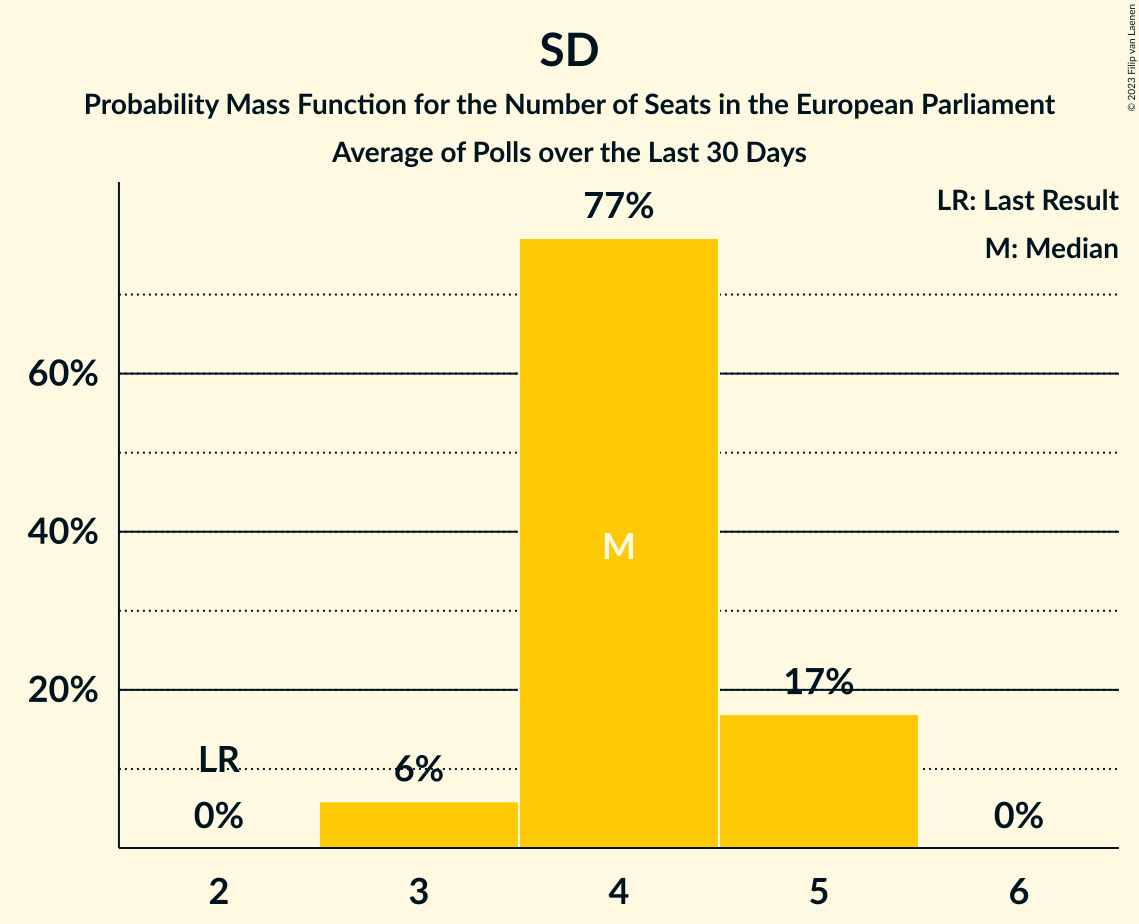 SD
Probability Mass Function for the Number of Seats in the European Parliament
Average of Polls over the Last 30 Days
© 2023 Filip van Laenen
LR: Last Result
M: Median
77%
60%
40%
M
20%
17%
LR
6%
0%
0%
2 3 4 5 6